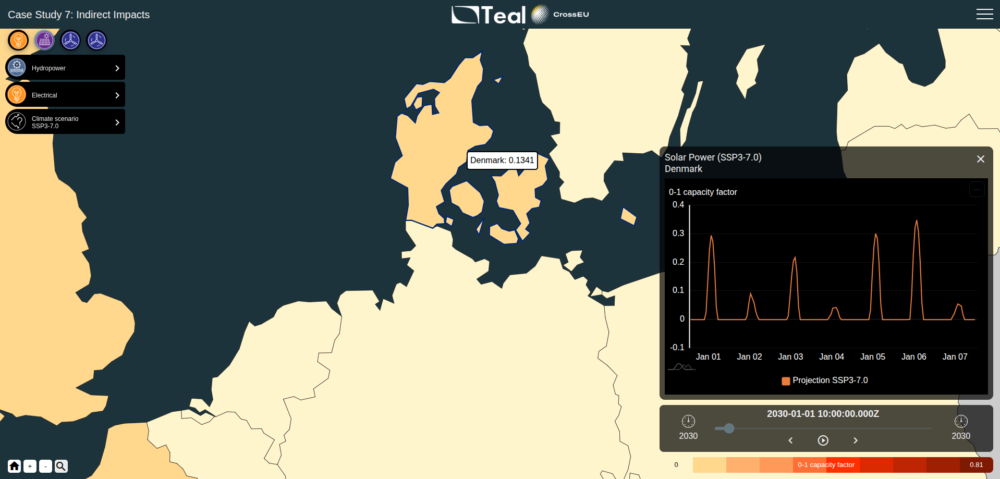 Case Study 7: Indirect Impacts
Teal CrossEU
Hydropower
Electrical
Climate scenario
SSP3-7.0
Denmark: 0.1341
Solar Power (SSP3-7.0)
Denmark
0-1 capacity factor
0.4
0.3
0.2
0.1
0
-0.1
Jan 01 Jan 02 Jan 03 Jan 04 Jan 05 Jan 06 Jan 07
Projection SSP3-7.0
2030-01-01 10:00:00.000Z
2030 2030
+ -
0 0-1 capacity factor 0.81